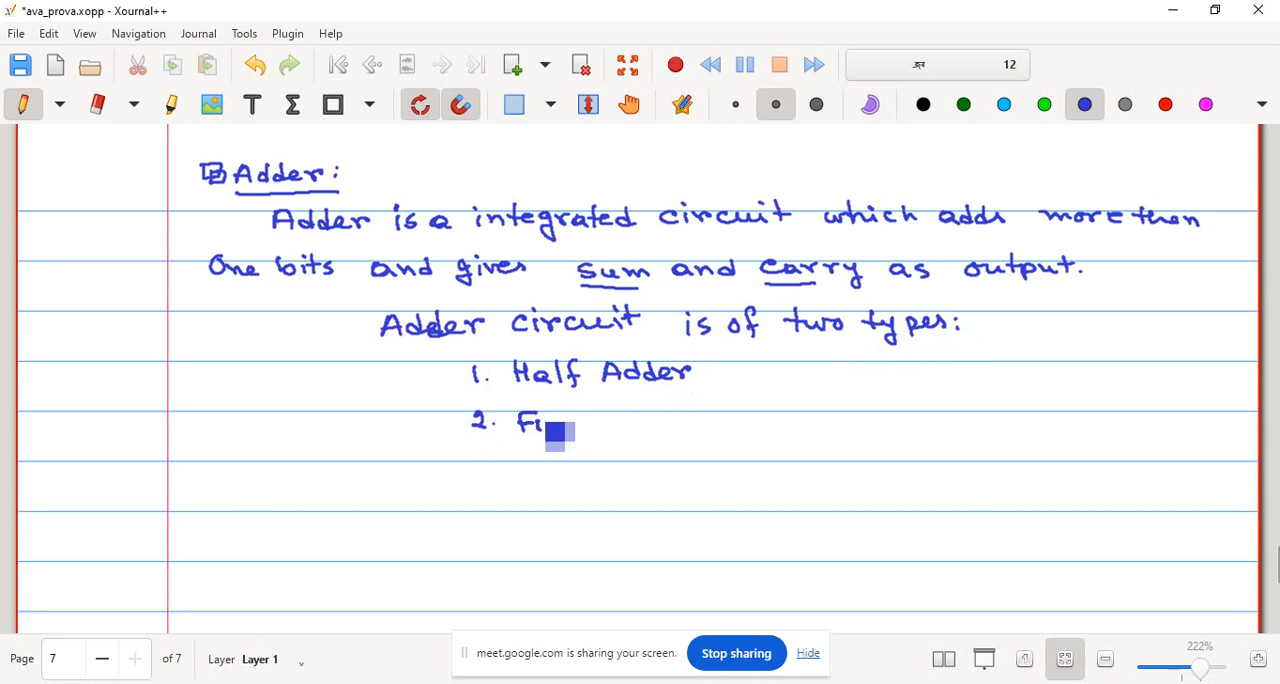 *ava_prova.xopp - Xournal++
File Edit View Navigation Journal Tools Plugin Help
জব 12
Adder:
Adder is a integrated circuit which adds more then
One bits and gives sum and carry as output.
Adder circuit is of two types:
1. Half Adder
2.
Page 7 of 7 Layer Layer 1
meet.google.com is sharing your screen. Stop sharing Hide
222%